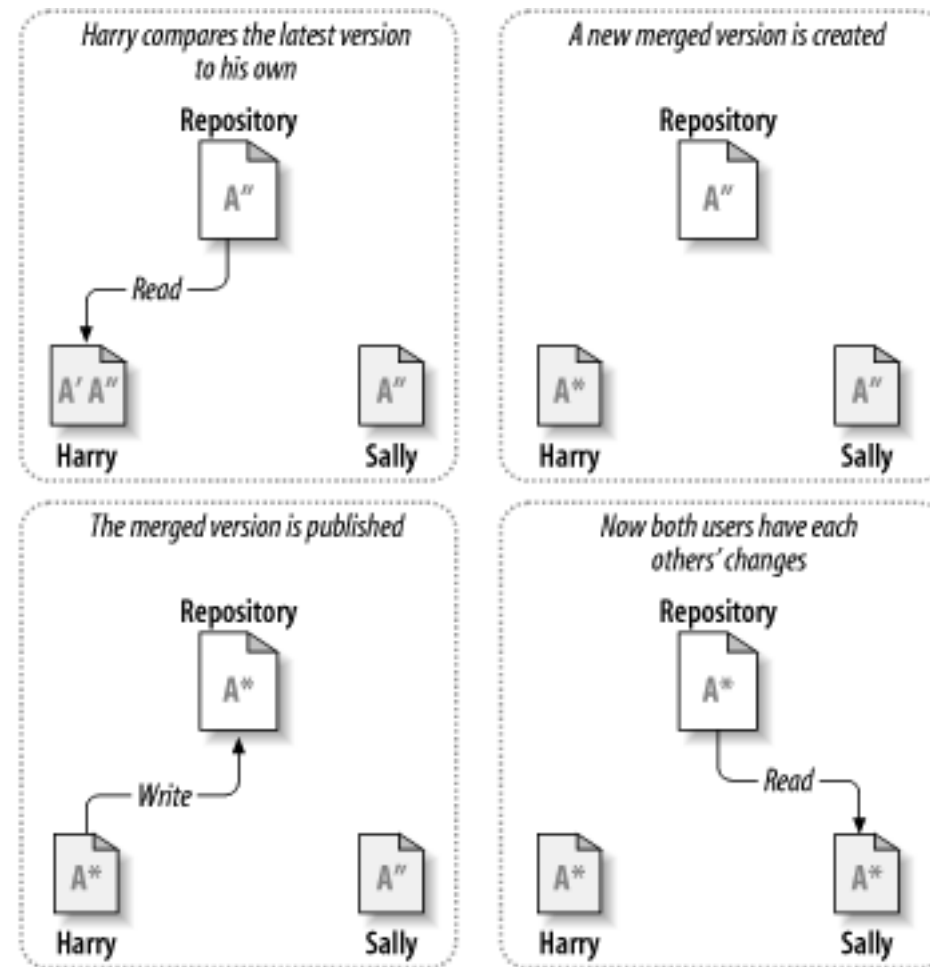 Harry compares the latest version
to his own
Repository
A″
Read
A′ A″
A″
Harry
Sally
A new merged version is created
Repository
A″
A*
A″
Harry
Sally
The merged version is published
Repository
A*
Write
A*
A″
Harry
Sally
Now both users have each
others’ changes
Repository
A*
Read
A*
A*
Harry
Sally